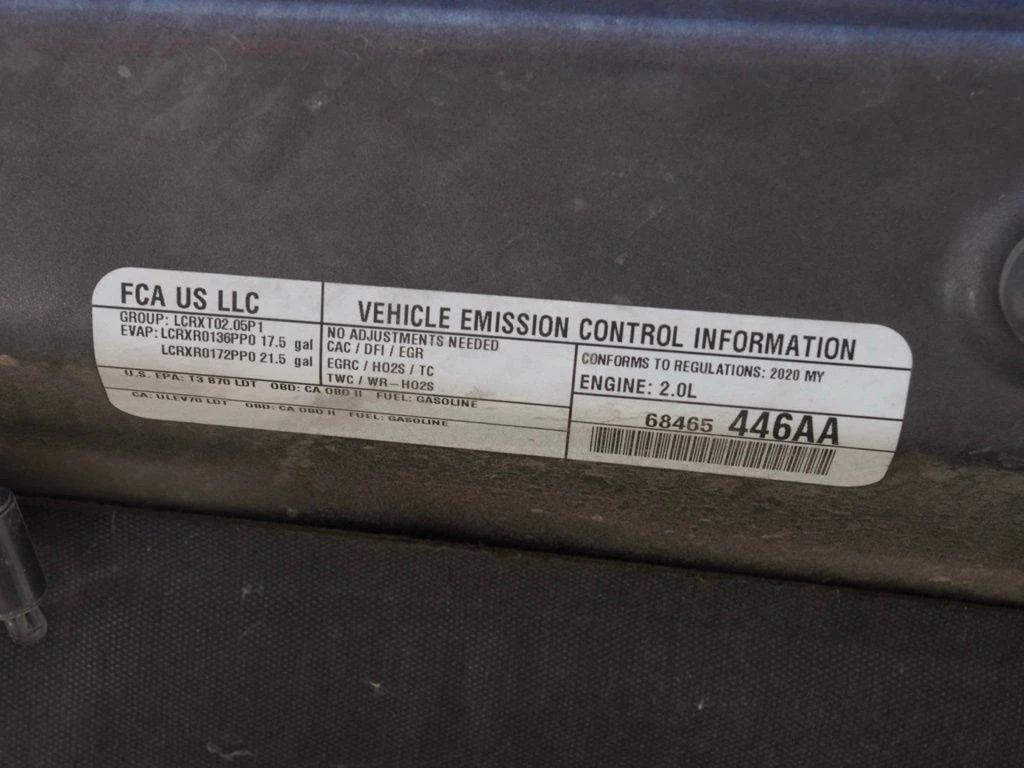 FCA US LLC
GROUP: LCRXT02.05P1
EVAP: LCRXR0136PP0 17.5 gal
LCRXR0172PP0 21.5 gal
VEHICLE EMISSION CONTROL INFORMATION
NO ADJUSTMENTS NEEDED
CAC / DFI / EGR
EGRC / HO2S / TC
TWC / WR-HO2S
CONFORMS TO REGULATIONS: 2020 MY
ENGINE: 2.0L
U.S. EPA: T3 B70 LDT OBD: CA OBD II FUEL: GASOLINE
CA: ULEV70 LDT OBD: CA OBD II FUEL: GASOLINE
68465 446AA